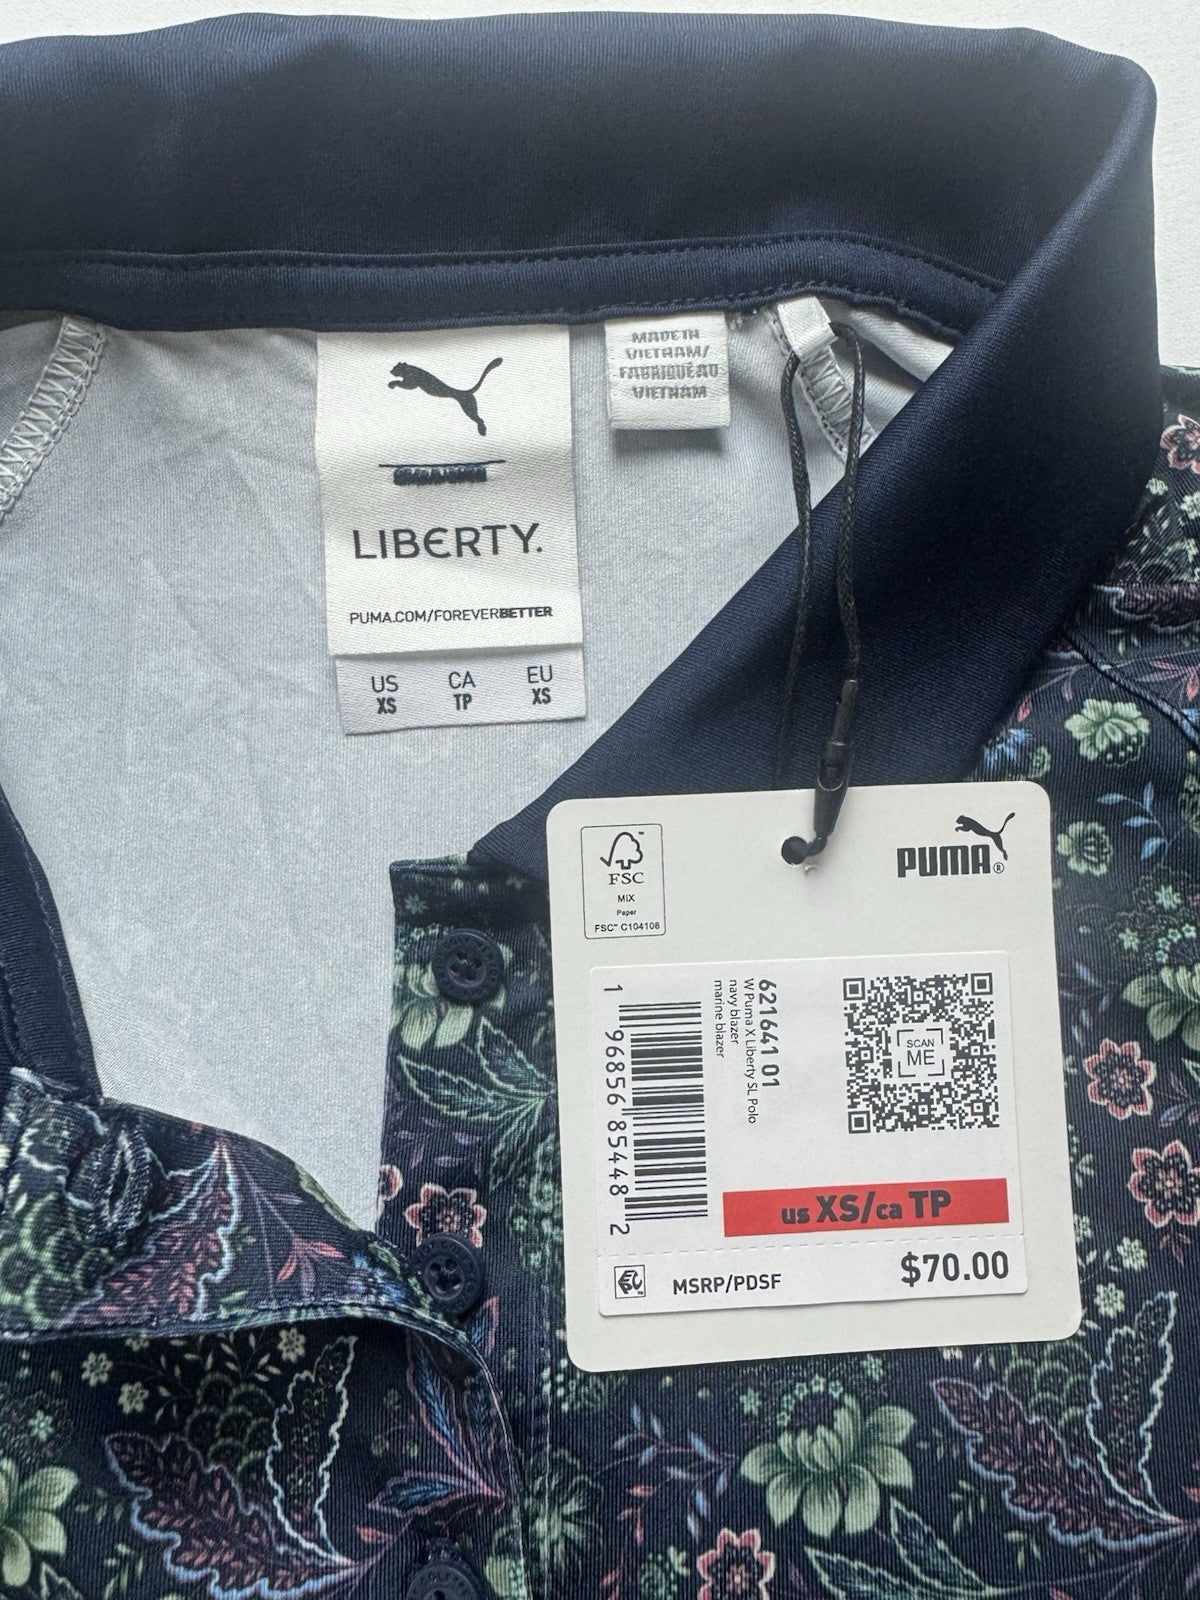 MADE IN
VIETNAM/
FABRIQUÉ AU
VIETNAM
LIBERTY.
PUMA.COM/FOREVERBETTER
US CA EU
XS TP XS
FSC
MIX
Paper
FSC™ C104108
PUMA®
621641 01
W Puma X Liberty SL Polo
navy blazer
marine blazer
1 96856 85448 2
SCAN
ME
us XS/ca TP
MSRP/PDSF $70.00